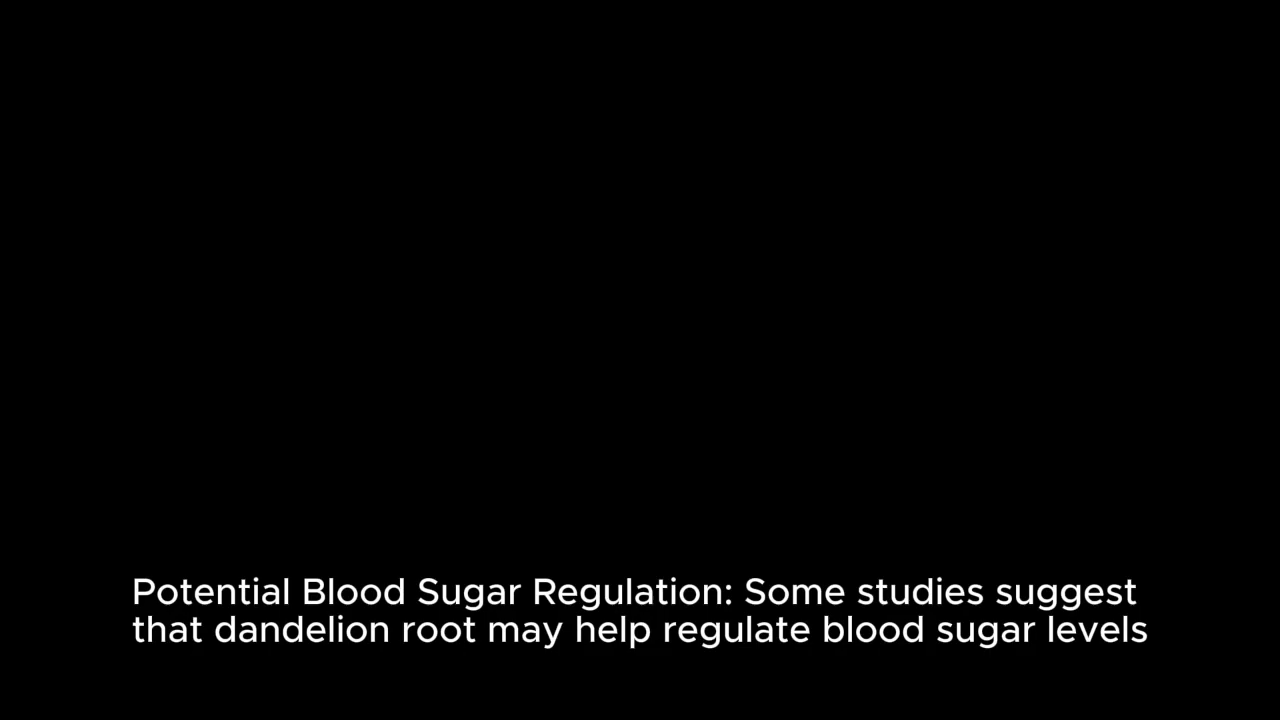 Potential Blood Sugar Regulation: Some studies suggest
that dandelion root may help regulate blood sugar levels